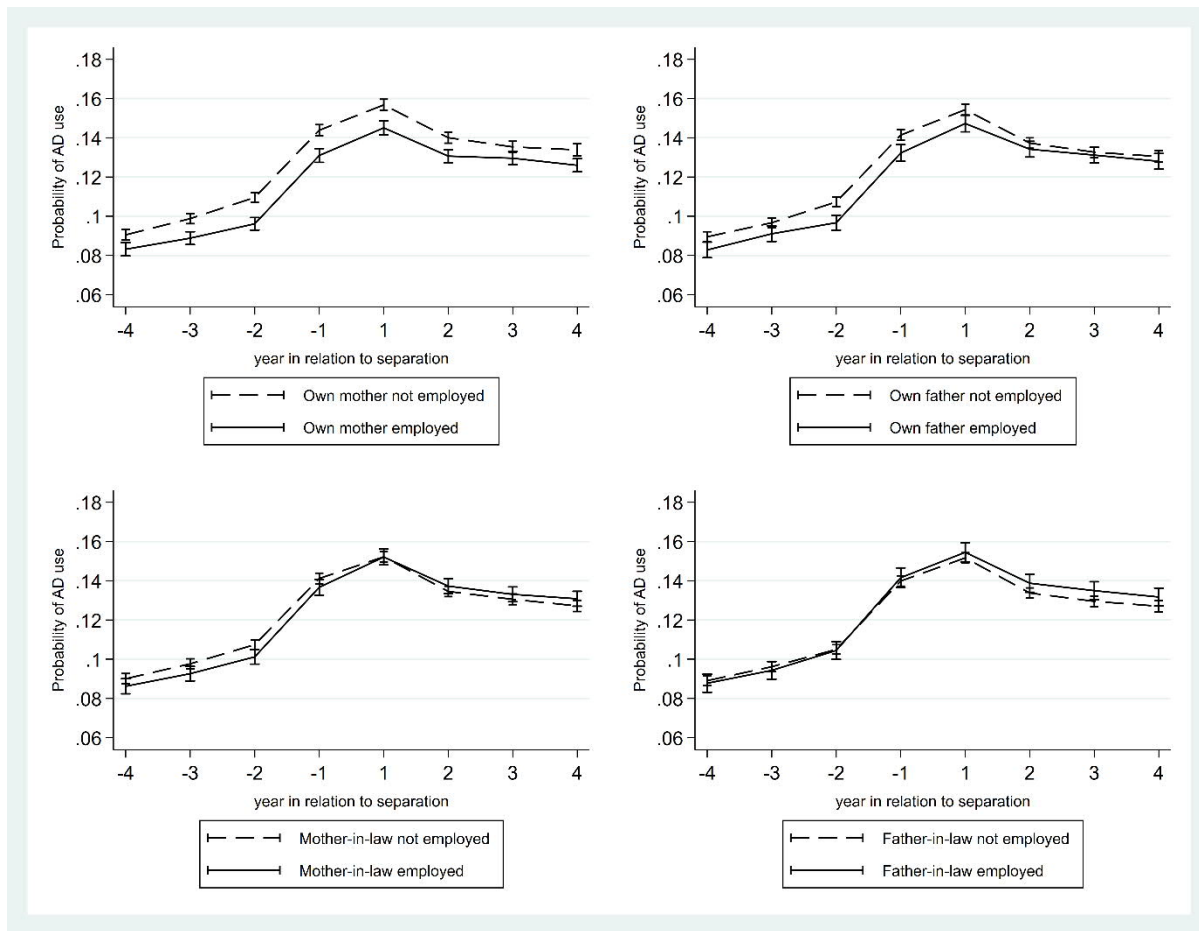 .18
.16
.14
.12
.1
.08
.06
Probability of AD use
-4 -3 -2 -1 1 2 3 4
year in relation to separation
Own mother not employed
Own mother employed
.18
.16
.14
.12
.1
.08
.06
Probability of AD use
-4 -3 -2 -1 1 2 3 4
year in relation to separation
Own father not employed
Own father employed
.18
.16
.14
.12
.1
.08
.06
Probability of AD use
-4 -3 -2 -1 1 2 3 4
year in relation to separation
Mother-in-law not employed
Mother-in-law employed
.18
.16
.14
.12
.1
.08
.06
Probability of AD use
-4 -3 -2 -1 1 2 3 4
year in relation to separation
Father-in-law not employed
Father-in-law employed